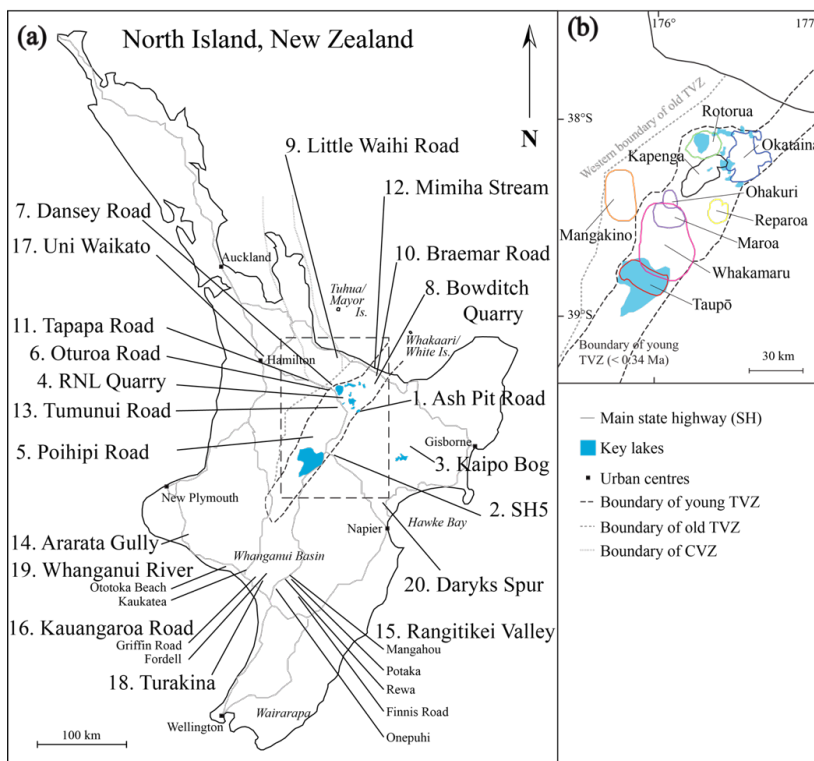 (a)
North Island, New Zealand
N
9. Little Waihi Road
12. Mimiha Stream
7. Dansey Road
17. Uni Waikato
Auckland
10. Braemar Road
Tuhua/
Mayor
Is.
8. Bowditch
Quarry
11. Tapapa Road
Whakaari/
White Is.
6. Oturoa Road
Hamilton
4. RNL Quarry
13. Tumunui Road
1. Ash Pit Road
5. Poihipi Road
Gisborne
3. Kaipo Bog
New Plymouth
2. SH5
Napier
Hawke Bay
14. Ararata Gully
Whanganui Basin
19. Whanganui River
Ototoka Beach
Kaukatea
20. Daryks Spur
16. Kauangaroa Road
Griffin Road
Fordell
15. Rangitikei Valley
Mangahou
Potaka
Rewa
Finnis Road
Onepuhi
18. Turakina
Wairarapa
Wellington
100 km
(b)
176°
177°
38°S
39°S
Western boundary of old TVZ
Rotorua
Kapenga
Okataina
Ohakuri
Reparoa
Mangakino
Maroa
Whakamaru
Taupō
Boundary of young
TVZ (< 0.34 Ma)
30 km
Main state highway (SH)
Key lakes
Urban centres
Boundary of young TVZ
Boundary of old TVZ
Boundary of CVZ